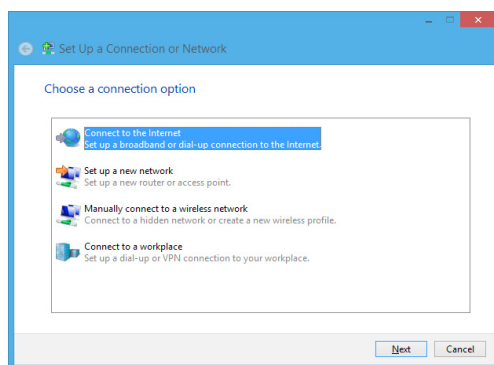 Set Up a Connection or Network
Choose a connection option
Connect to the Internet
Set up a broadband or dial-up connection to the Internet.
Set up a new network
Set up a new router or access point.
Manually connect to a wireless network
Connect to a hidden network or create a new wireless profile.
Connect to a workplace
Set up a dial-up or VPN connection to your workplace.
Next Cancel